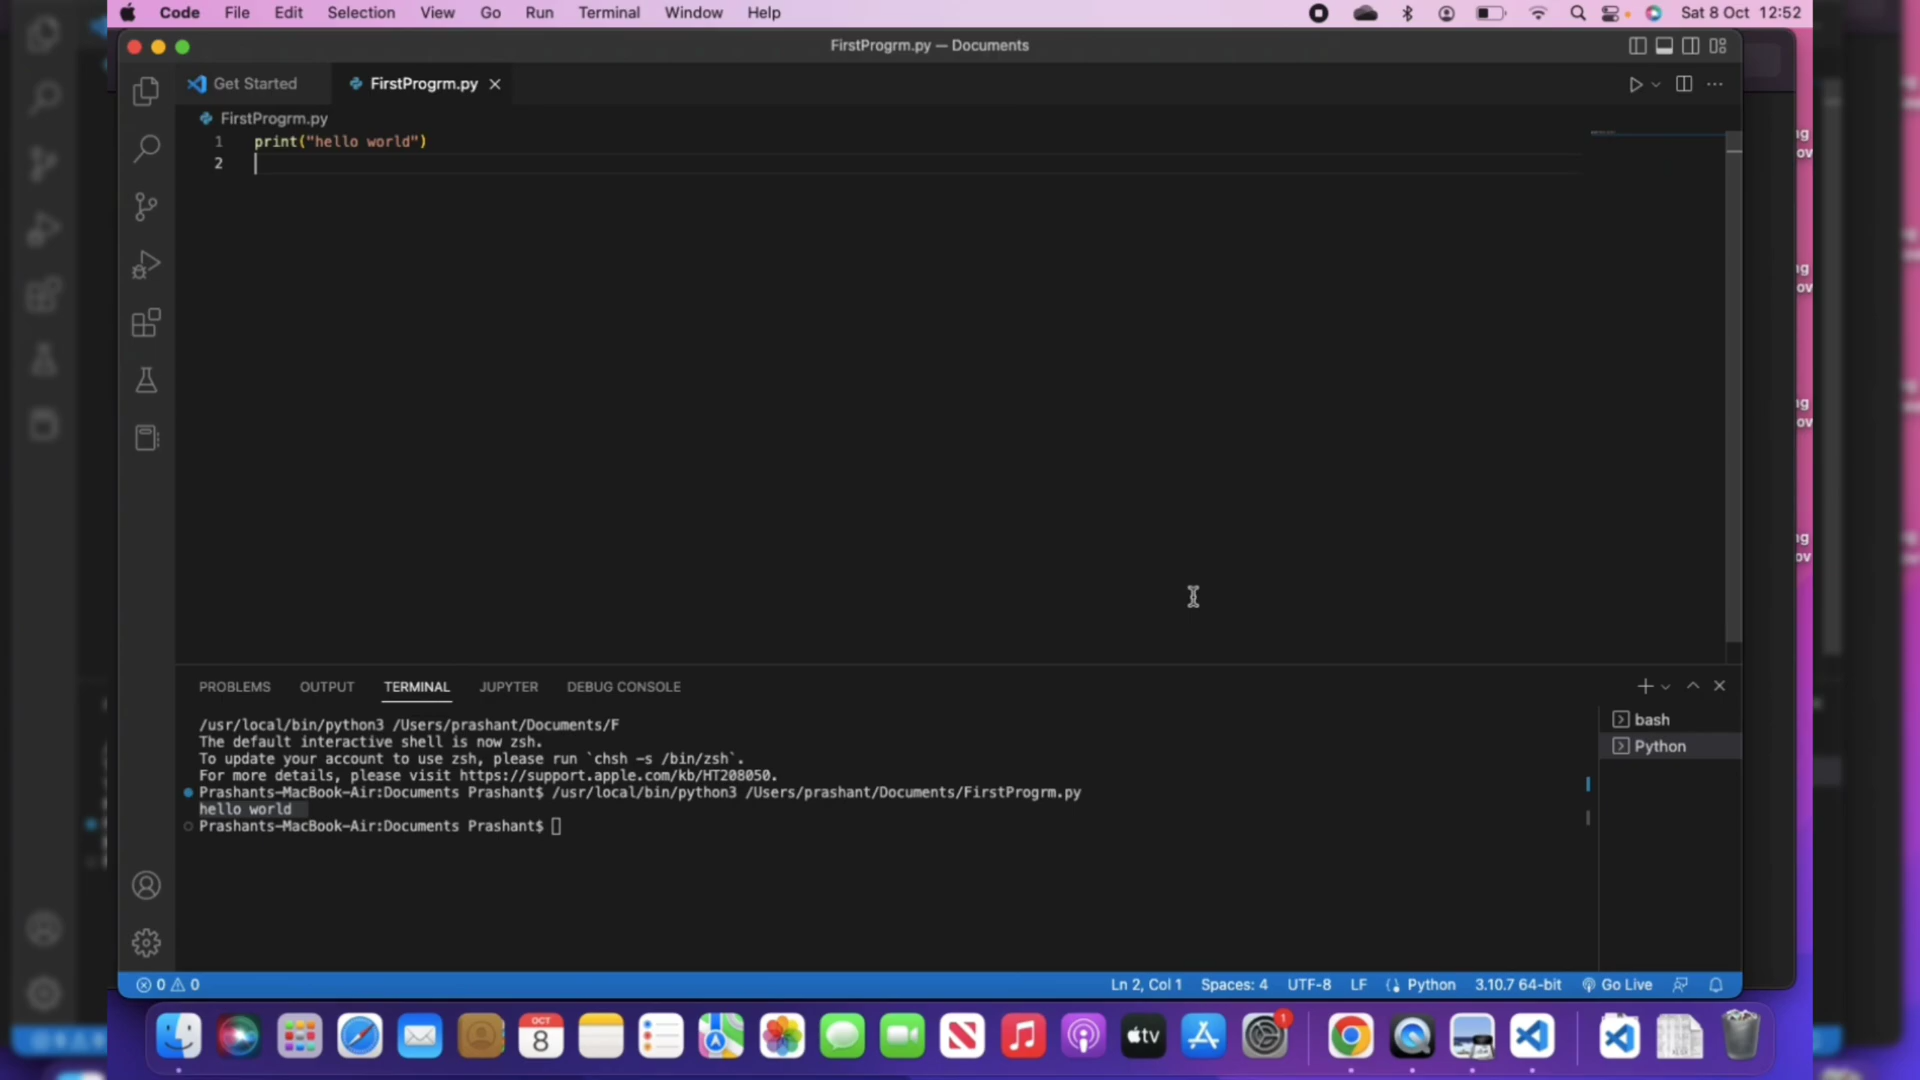 Code File Edit Selection View Go Run Terminal Window Help Sat 8 Oct 12:52
FirstProgrm.py — Documents
Get Started FirstProgrm.py
FirstProgrm.py
1 print("hello world")
2
PROBLEMS OUTPUT TERMINAL JUPYTER DEBUG CONSOLE
/usr/local/bin/python3 /Users/prashant/Documents/F
The default interactive shell is now zsh.
To update your account to use zsh, please run `chsh -s /bin/zsh`.
For more details, please visit https://support.apple.com/kb/HT208050.
Prashants-MacBook-Air:Documents Prashant$ /usr/local/bin/python3 /Users/prashant/Documents/FirstProgrm.py
hello world
Prashants-MacBook-Air:Documents Prashant$
bash
Python
0 0 Ln 2, Col 1 Spaces: 4 UTF-8 LF Python 3.10.7 64-bit Go Live
OCT
8
tv
1